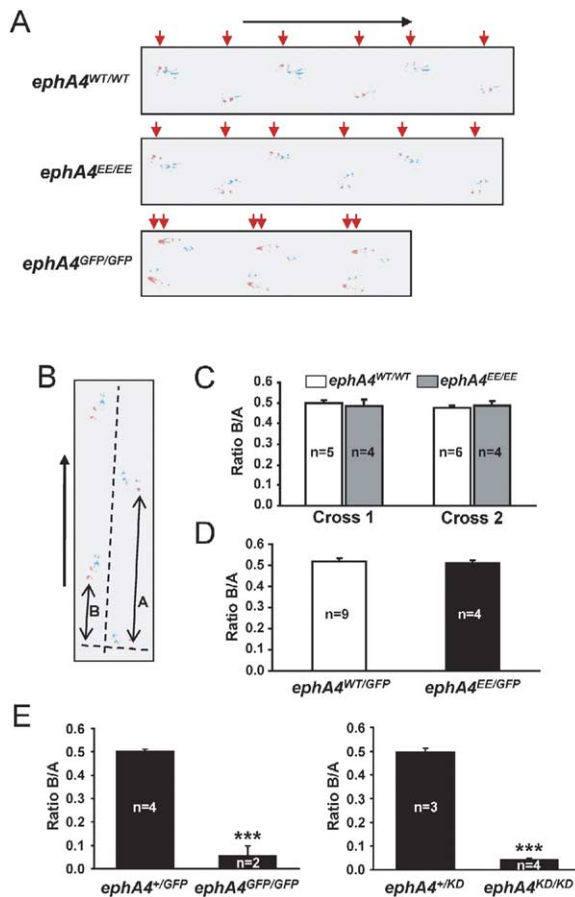 A
ephA4WT/WT
ephA4EE/EE
ephA4GFP/GFP
B
B
A
C
ephA4WT/WT ephA4EE/EE
Ratio B/A
0.6
0.5
0.4
0.3
0.2
0.1
0.0
n=5 n=4 n=6 n=4
Cross 1 Cross 2
D
Ratio B/A
0.6
0.5
0.4
0.3
0.2
0.1
0.0
n=9 n=4
ephA4WT/GFP ephA4EE/GFP
E
Ratio B/A
0.6
0.5
0.4
0.3
0.2
0.1
0
n=4
***
n=2
ephA4+/GFP ephA4GFP/GFP
Ratio B/A
0.6
0.5
0.4
0.3
0.2
0.1
0
n=3
***
n=4
ephA4+/KD ephA4KD/KD